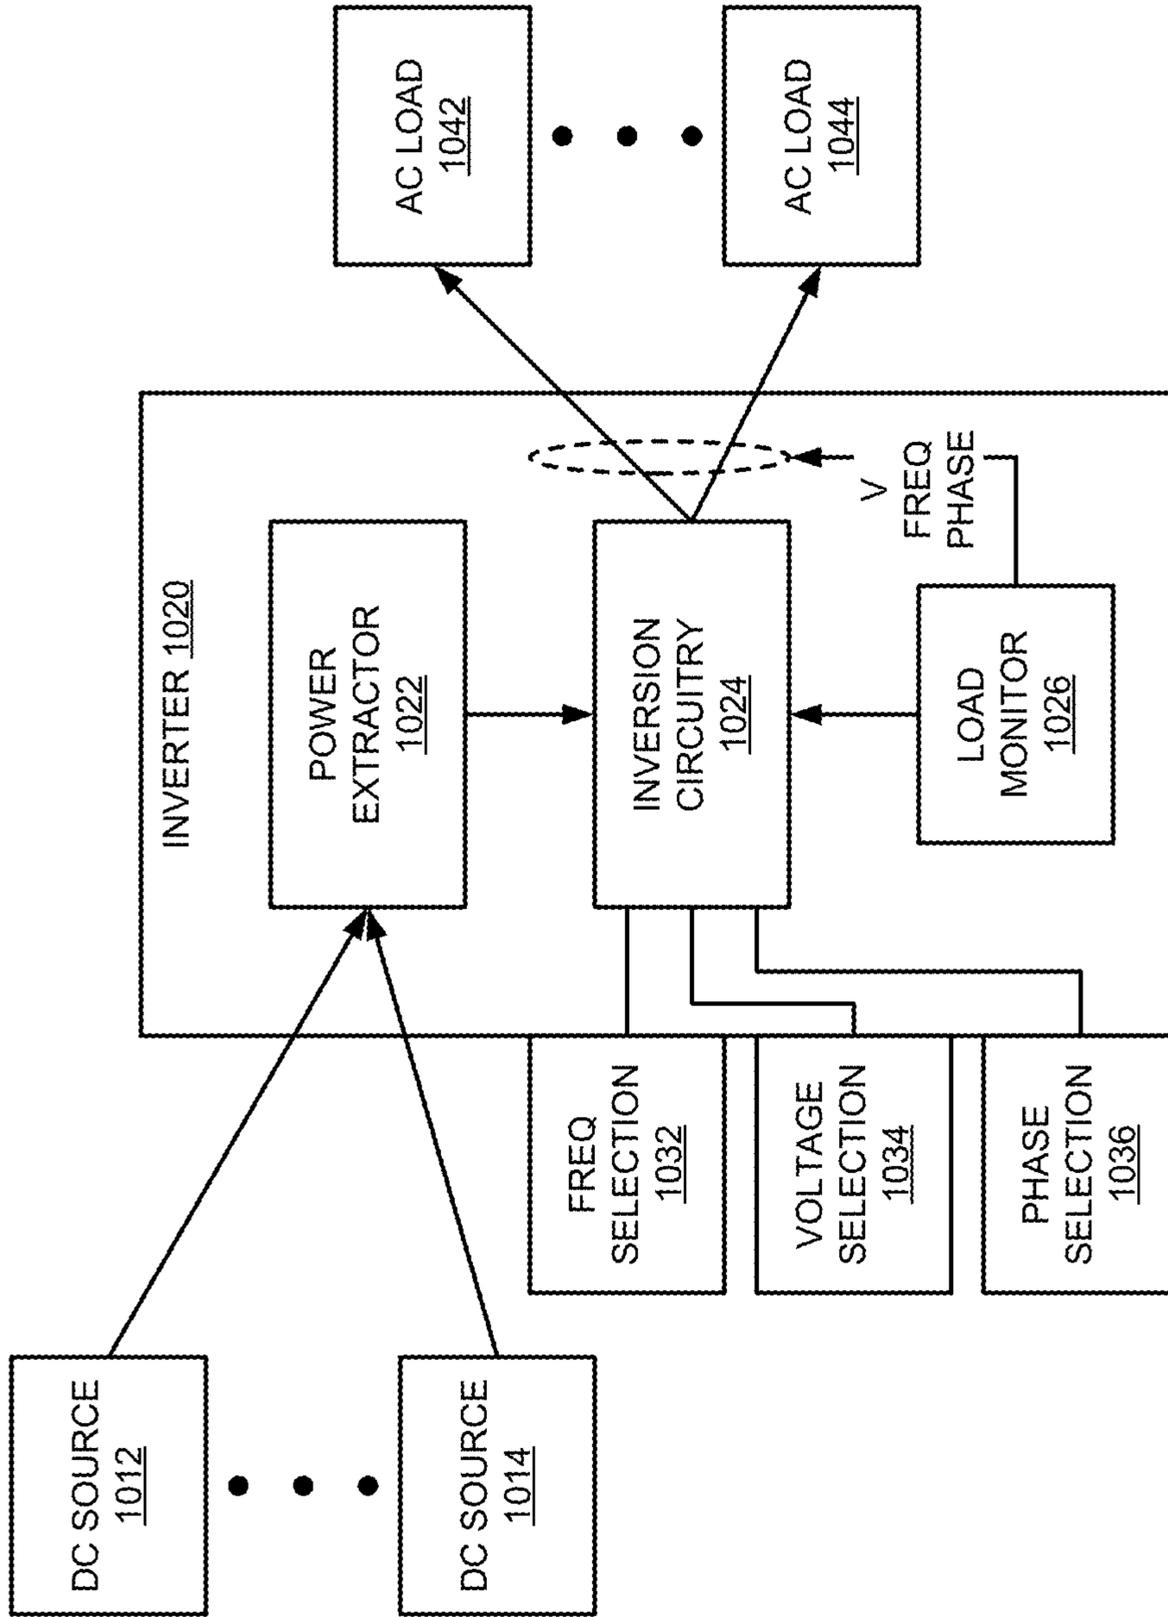 DC SOURCE
1012
DC SOURCE
1014
INVERTER 1020
POWER
EXTRACTOR
1022
INVERSION
CIRCUITRY
1024
LOAD
MONITOR
1026
V
FREQ
PHASE
FREQ
SELECTION
1032
VOLTAGE
SELECTION
1034
PHASE
SELECTION
1036
AC LOAD
1042
AC LOAD
1044